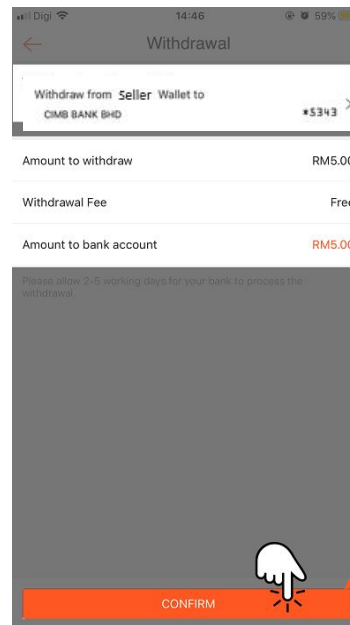 Digi 14:46 59%
Withdrawal
Withdraw from Seller Wallet to
CIMB BANK BHD *5343
Amount to withdraw RM5.00
Withdrawal Fee Free
Amount to bank account RM5.00
Please allow 2-5 working days for your bank to process the
withdrawal.
CONFIRM